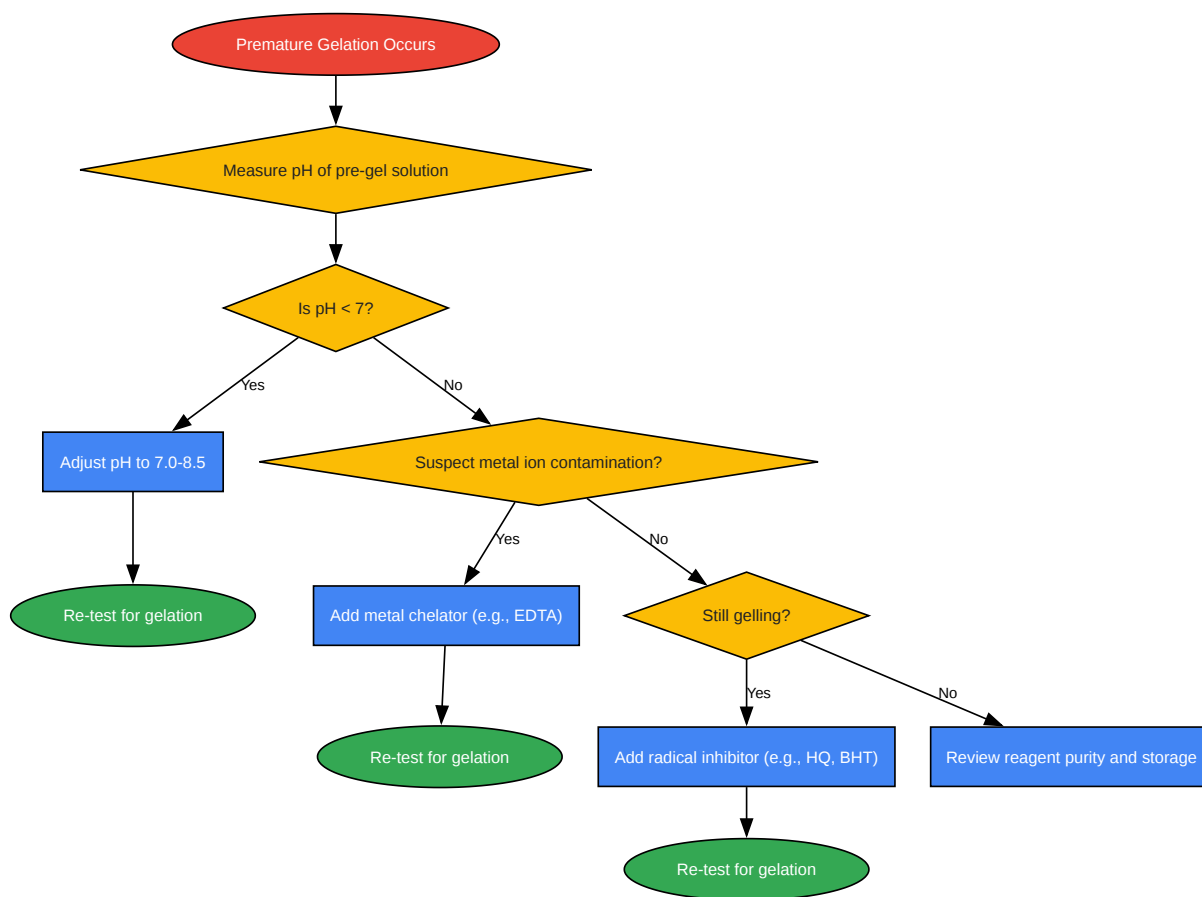 Premature Gelation Occurs
Measure pH of pre-gel solution
Is pH < 7?
Yes
No
Adjust pH to 7.0-8.5
Suspect metal ion contamination?
Yes
No
Re-test for gelation
Add metal chelator (e.g., EDTA)
Still gelling?
Yes
No
Re-test for gelation
Add radical inhibitor (e.g., HQ, BHT)
Review reagent purity and storage
Re-test for gelation